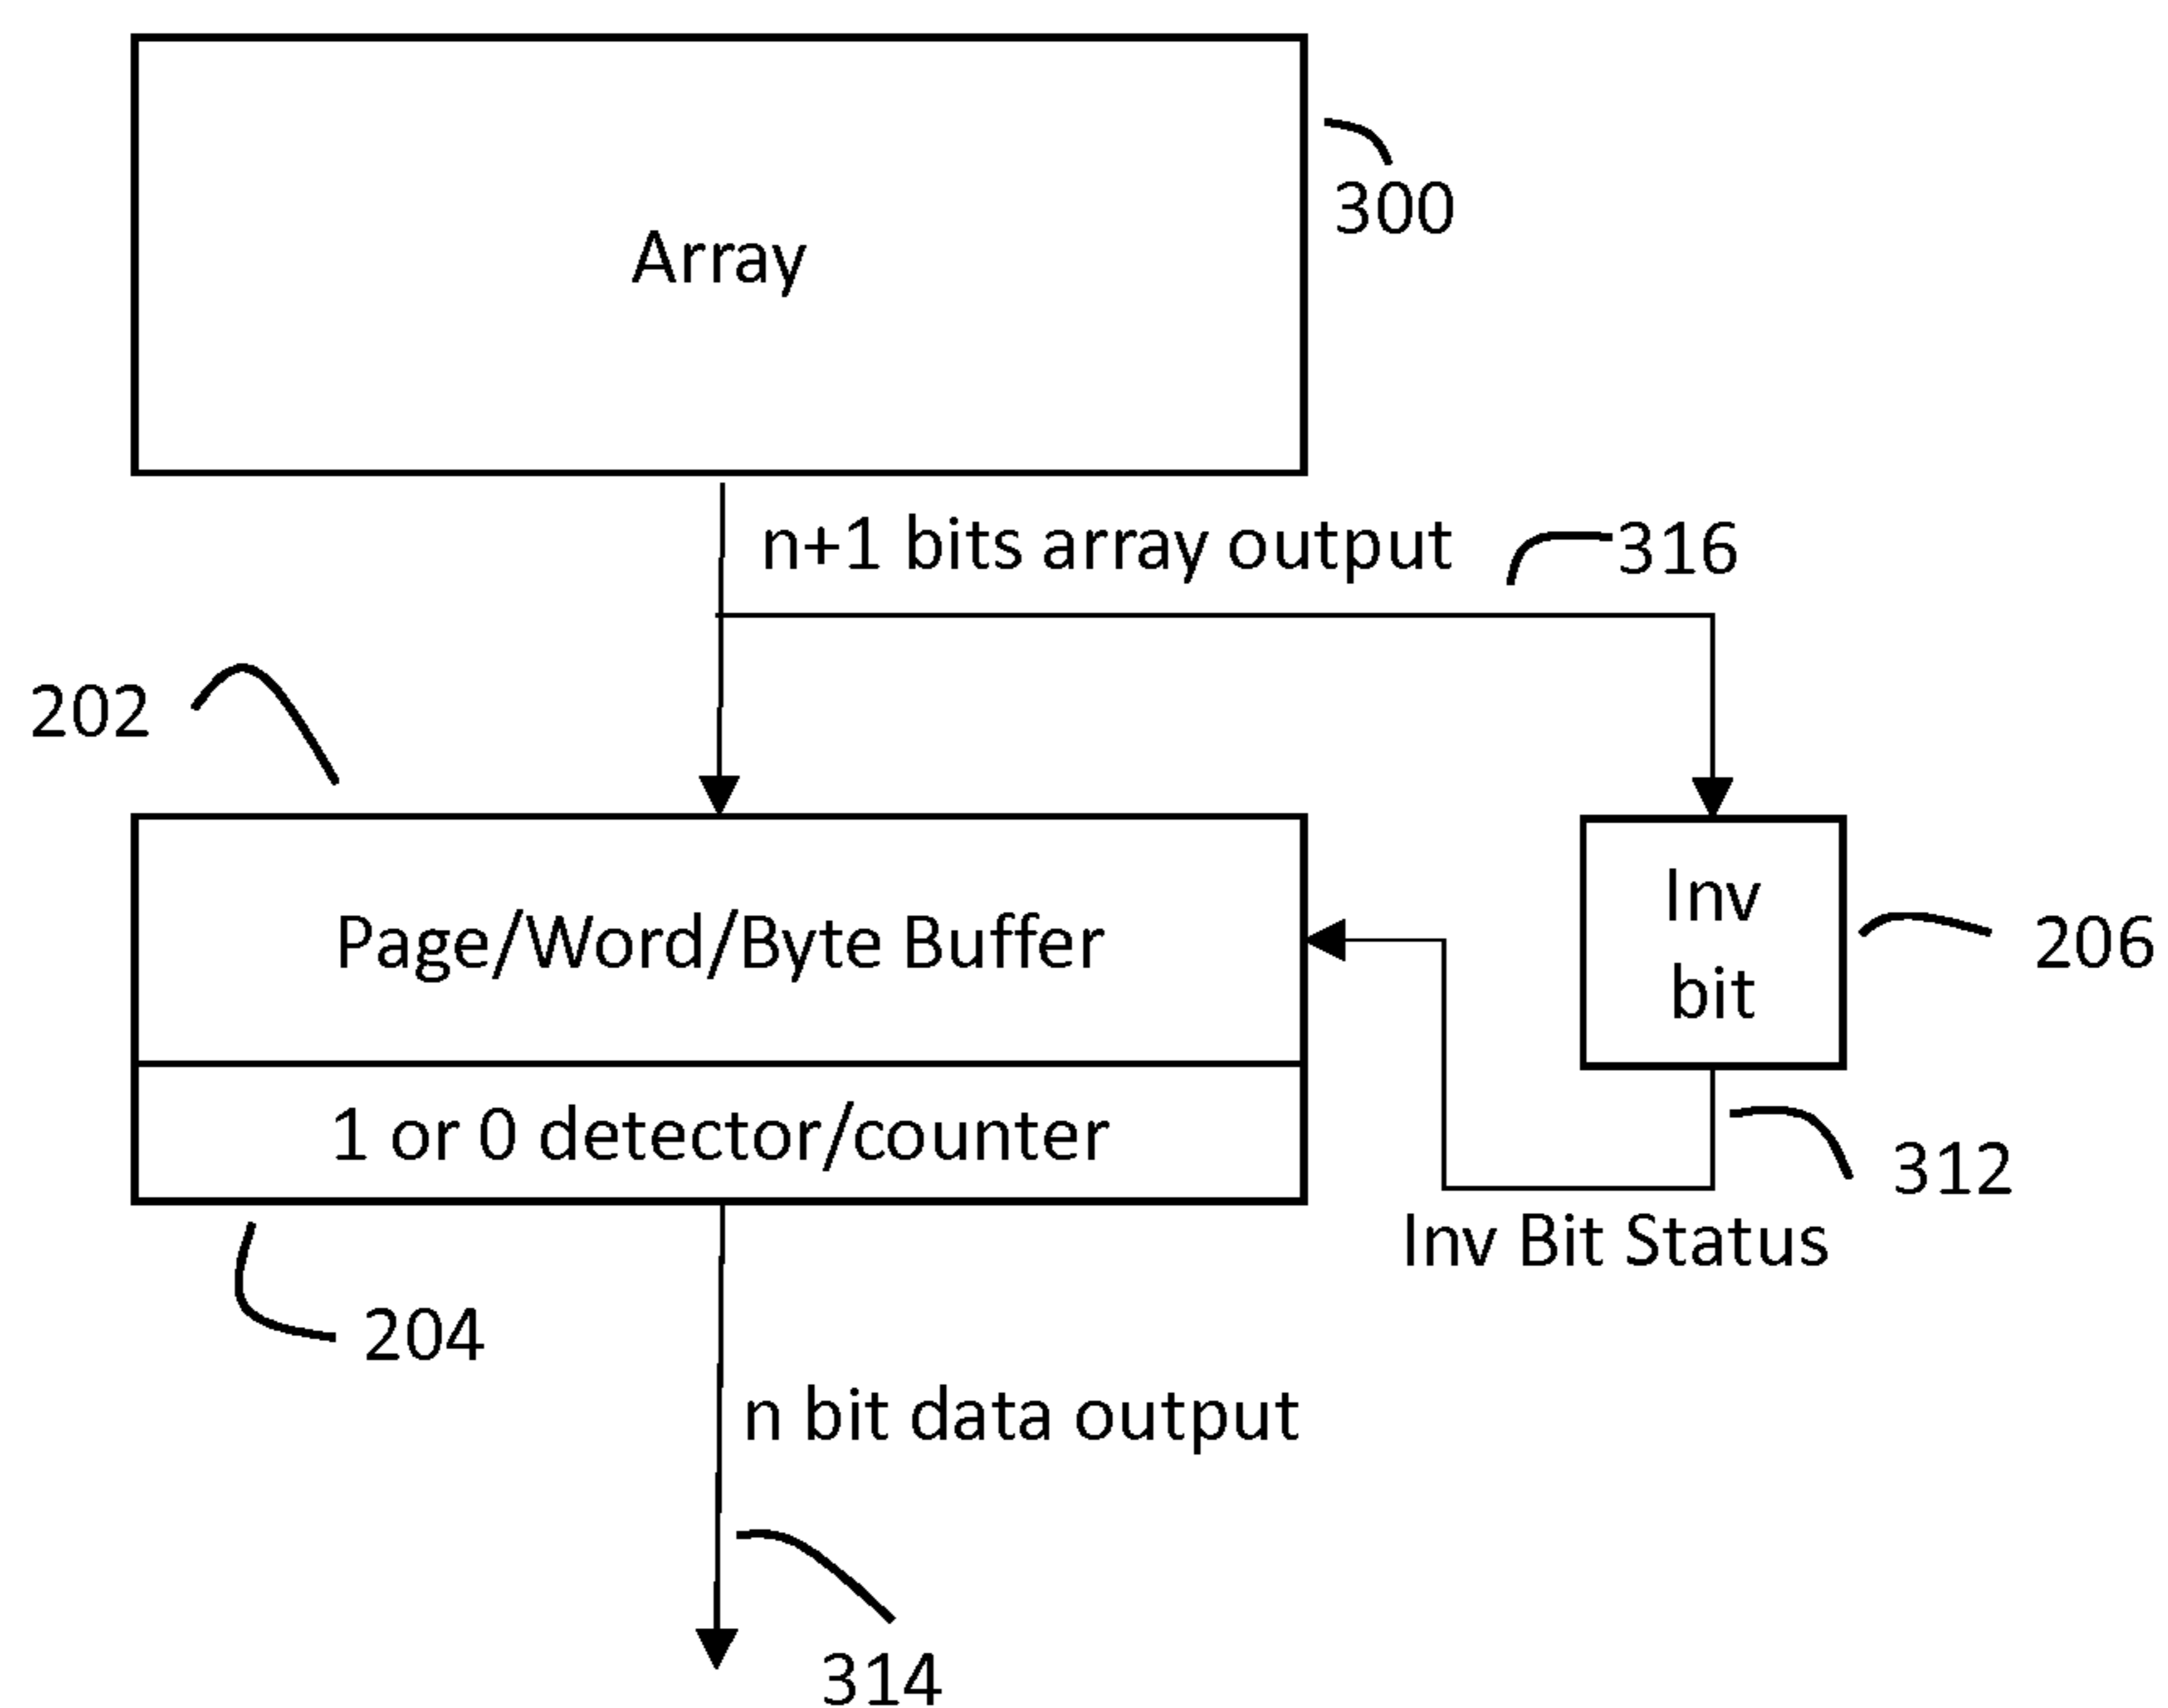 Array
300
n+1 bits array output
316
202
Page/Word/Byte Buffer
Inv
bit
206
1 or 0 detector/counter
312
Inv Bit Status
204
n bit data output
314